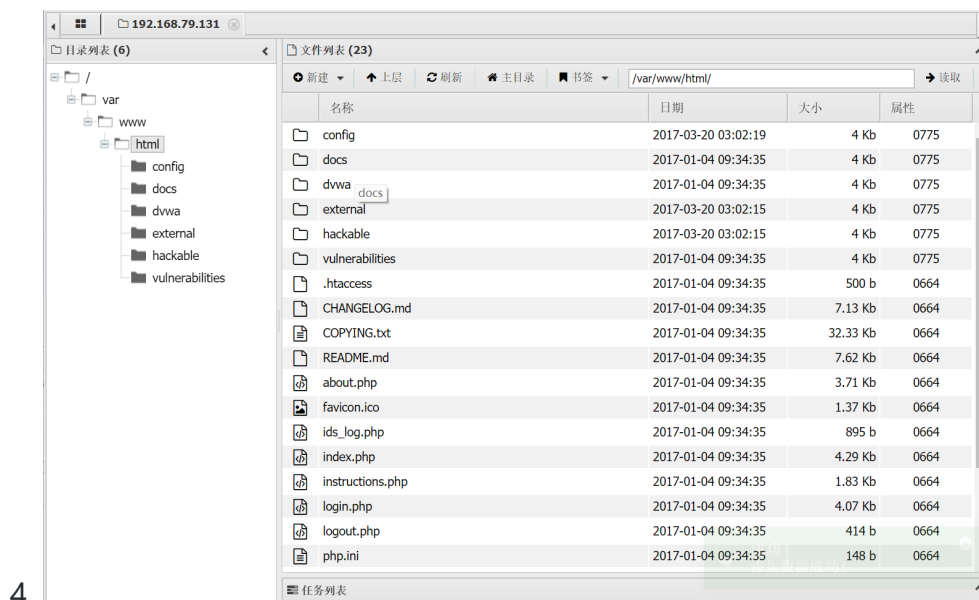 192.168.79.131
目录列表 (6)
/
var
www
html
config
docs
dvwa
external
hackable
vulnerabilities
文件列表 (23)
新建 上层 刷新 主目录 书签 /var/www/html/ 读取
名称 日期 大小 属性
config 2017-03-20 03:02:19 4 Kb 0775
docs 2017-01-04 09:34:35 4 Kb 0775
dvwa 2017-01-04 09:34:35 4 Kb 0775
docs
external 2017-03-20 03:02:15 4 Kb 0775
hackable 2017-03-20 03:02:15 4 Kb 0775
vulnerabilities 2017-01-04 09:34:35 4 Kb 0775
.htaccess 2017-01-04 09:34:35 500 b 0664
CHANGELOG.md 2017-01-04 09:34:35 7.13 Kb 0664
COPYING.txt 2017-01-04 09:34:35 32.33 Kb 0664
README.md 2017-01-04 09:34:35 7.62 Kb 0664
about.php 2017-01-04 09:34:35 3.71 Kb 0664
favicon.ico 2017-01-04 09:34:35 1.37 Kb 0664
ids_log.php 2017-01-04 09:34:35 895 b 0664
index.php 2017-01-04 09:34:35 4.29 Kb 0664
instructions.php 2017-01-04 09:34:35 1.83 Kb 0664
login.php 2017-01-04 09:34:35 4.07 Kb 0664
logout.php 2017-01-04 09:34:35 414 b 0664
php.ini 2017-01-04 09:34:35 148 b 0664
任务列表
4